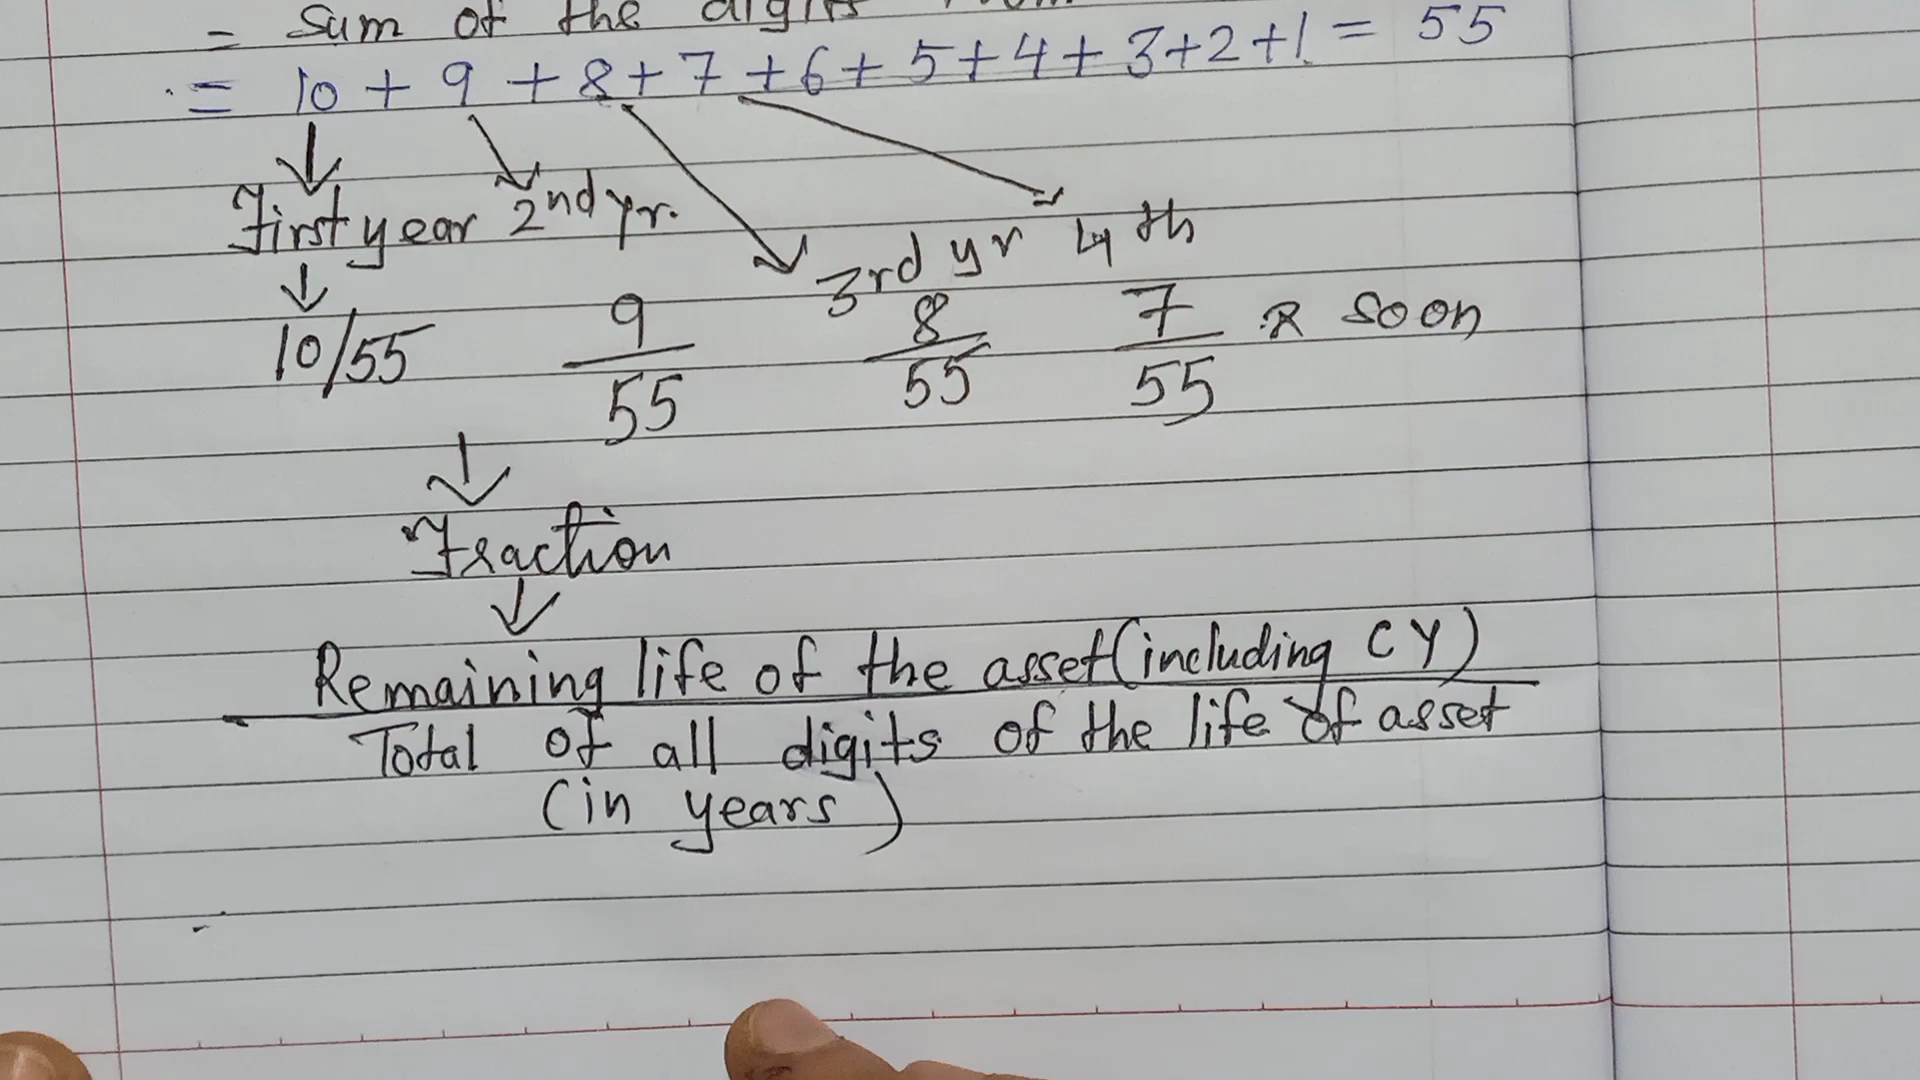 = Sum of the digits
= 10 + 9 + 8 + 7 + 6 + 5 + 4 + 3 + 2 + 1 = 55
First year 2nd yr. 3rd yr 4th
10/55 9/55 8/55 7/55 & soon
Fraction
Remaining life of the asset (including CY)
Total of all digits of the life of asset
(in years)